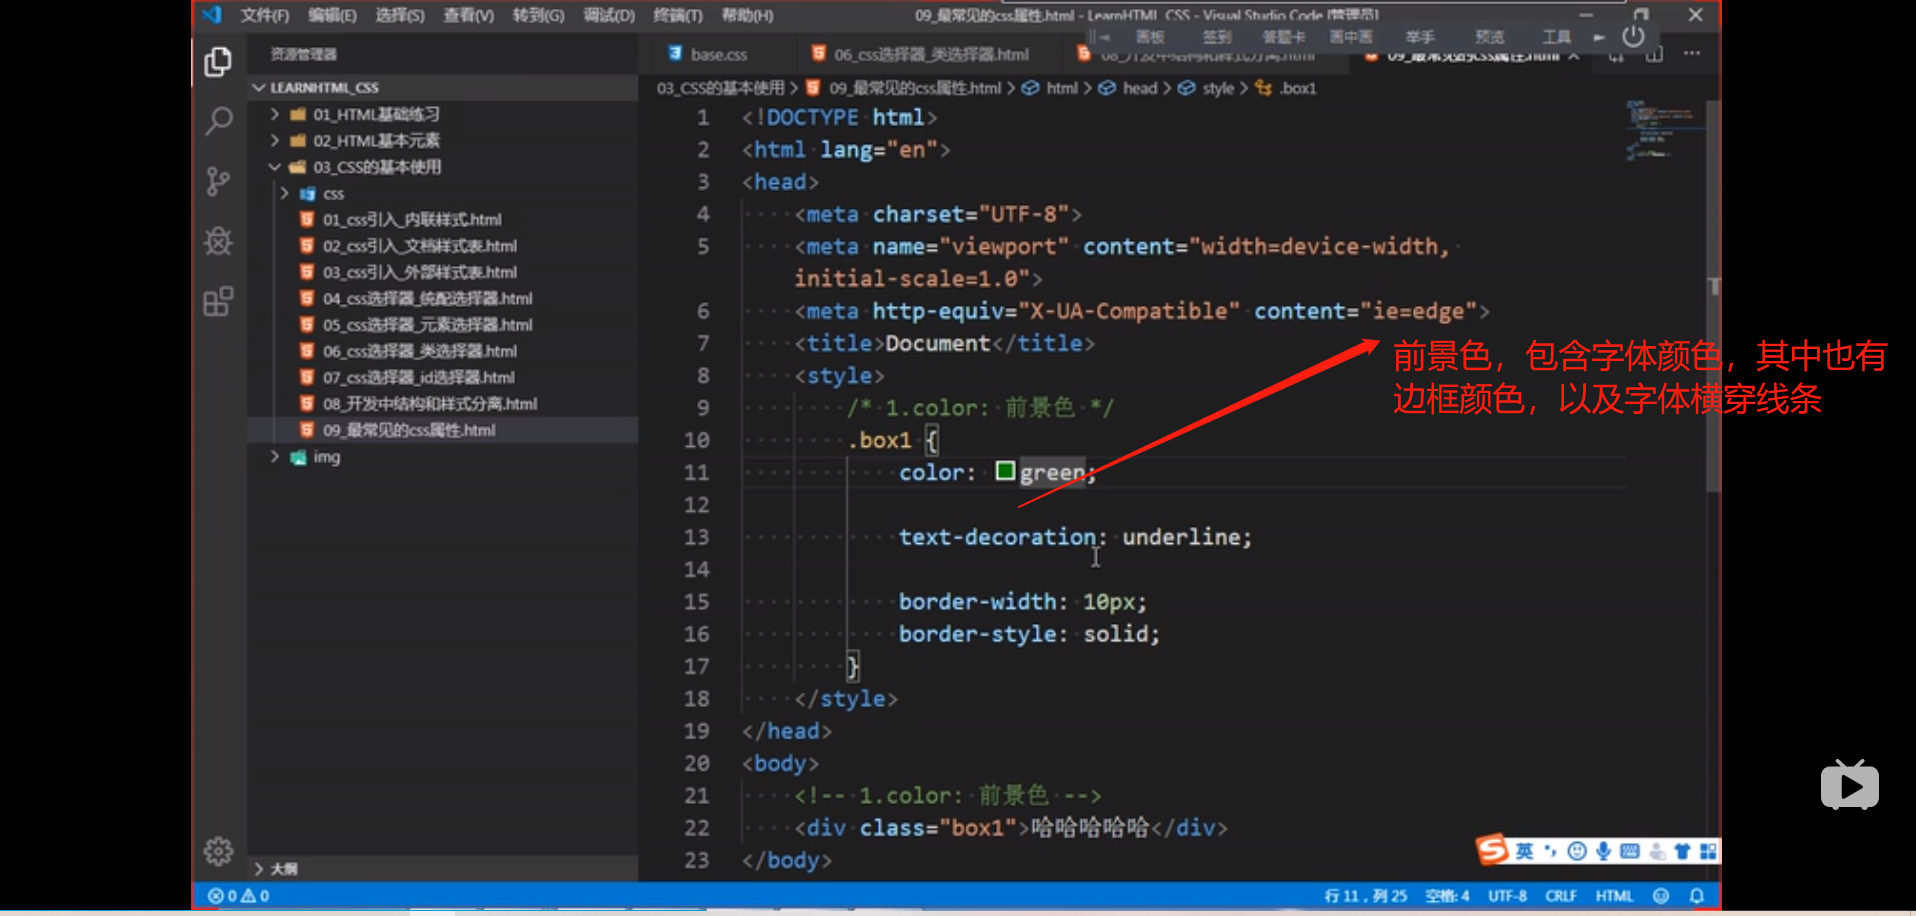 文件(F) 编辑(E) 选择(S) 查看(V) 转到(G) 调试(D) 终端(T) 帮助(H) 09_最常见的css属性.html - LearnHTML_CSS - Visual Studio Code [管理员]
画板 签到 答题卡 画中画 举手 预览 工具
资源管理器
base.css 06_css选择器_类选择器.html 08_开发中结构和样式分离.html 09_最常见的css属性.html
LEARNHTML_CSS
03_CSS的基本使用 > 09_最常见的css属性.html > html > head > style > .box1
01_HTML基础练习
02_HTML基本元素
03_CSS的基本使用
css
01_css引入_内联样式.html
02_css引入_文档样式表.html
03_css引入_外部样式表.html
04_css选择器_统配选择器.html
05_css选择器_元素选择器.html
06_css选择器_类选择器.html
07_css选择器_id选择器.html
08_开发中结构和样式分离.html
09_最常见的css属性.html
img
大纲
1 <!DOCTYPE html>
2 <html lang="en">
3 <head>
4 <meta charset="UTF-8">
5 <meta name="viewport" content="width=device-width,
initial-scale=1.0">
6 <meta http-equiv="X-UA-Compatible" content="ie=edge">
7 <title>Document</title>
8 <style>
9 /* 1.color: 前景色 */
10 .box1 {
11 color: green;
12
13 text-decoration: underline;
14
15 border-width: 10px;
16 border-style: solid;
17 }
18 </style>
19 </head>
20 <body>
21 <!-- 1.color: 前景色 -->
22 <div class="box1">哈哈哈哈哈</div>
23 </body>
前景色，包含字体颜色，其中也有
边框颜色，以及字体横穿线条
英
0 0 行 11，列 25 空格: 4 UTF-8 CRLF HTML